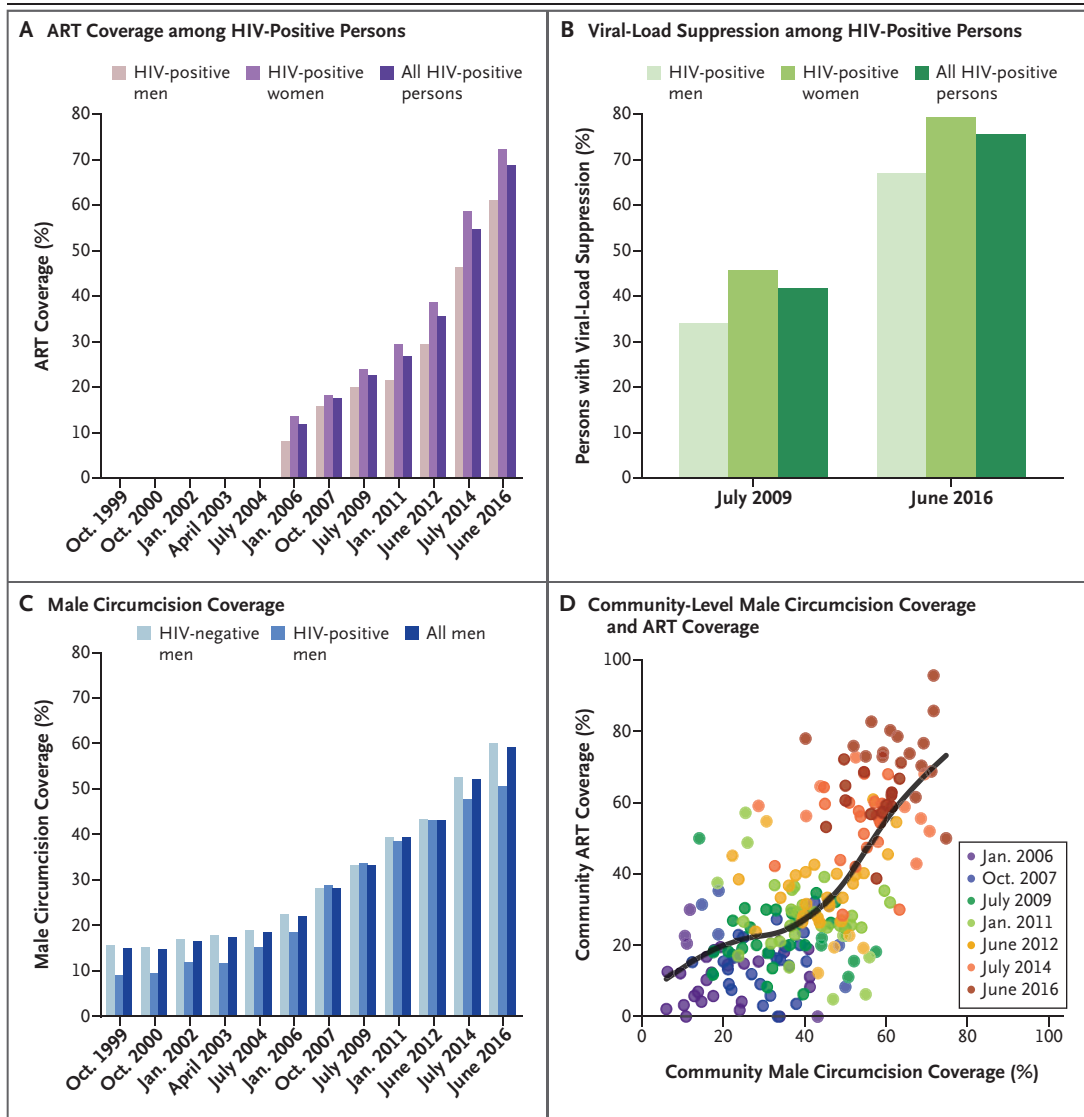 A ART Coverage among HIV-Positive Persons
HIV-positive men
HIV-positive women
All HIV-positive persons
ART Coverage (%)
80
70
60
50
40
30
20
10
0
Oct. 1999
Oct. 2000
Jan. 2002
April 2003
July 2004
Jan. 2006
Oct. 2007
July 2009
Jan. 2011
June 2012
July 2014
June 2016
B Viral-Load Suppression among HIV-Positive Persons
HIV-positive men
HIV-positive women
All HIV-positive persons
Persons with Viral-Load Suppression (%)
80
70
60
50
40
30
20
10
0
July 2009
June 2016
C Male Circumcision Coverage
HIV-negative men
HIV-positive men
All men
Male Circumcision Coverage (%)
80
70
60
50
40
30
20
10
0
Oct. 1999
Oct. 2000
Jan. 2002
April 2003
July 2004
Jan. 2006
Oct. 2007
July 2009
Jan. 2011
June 2012
July 2014
June 2016
D Community-Level Male Circumcision Coverage
and ART Coverage
Community ART Coverage (%)
100
80
60
40
20
0
Jan. 2006
Oct. 2007
July 2009
Jan. 2011
June 2012
July 2014
June 2016
0 20 40 60 80 100
Community Male Circumcision Coverage (%)